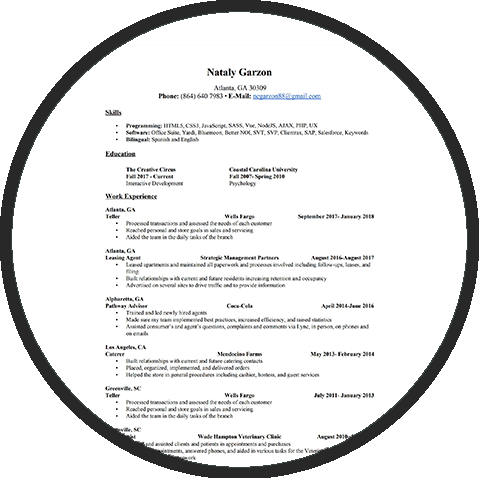 Nataly Garzon
Atlanta, GA 30309
Phone: (864) 640 7983 • E-Mail: ncgarzon88@gmail.com
Skills
• Programming: HTML5, CSS3, JavaScript, SASS, Vue, NodeJS, AJAX, PHP, UX
• Software: Office Suite, Yardi, Bluemoon, Better NOI, SVT, SVP, Clientrax, SAP, Salesforce, Keywords
• Bilingual: Spanish and English
Education
The Creative Circus Coastal Carolina University
Fall 2017 - Current Fall 2007- Spring 2010
Interactive Development Psychology
Work Experience
Atlanta, GA
Teller Wells Fargo September 2017- January 2018
• Processed transactions and assessed the needs of each customer
• Reached personal and store goals in sales and servicing
• Aided the team in the daily tasks of the branch
Atlanta, GA
Leasing Agent Strategic Management Partners August 2016-August 2017
• Leased apartments and maintained all paperwork and processes involved including follow-ups, leases, and
filing
• Built relationships with current and future residents increasing retention and occupancy
• Advertised on several sites to drive traffic and to provide information
Alpharetta, GA
Pathway Advisor Coca-Cola April 2014-June 2016
• Trained and led newly hired agents
• Made sure my team implemented best practices, increased efficiency, and raised statistics
• Assisted consumer's and agent's questions, complaints and comments via Lync, in person, on phones and
on emails
Los Angeles, CA
Caterer Mendocino Farms May 2013- February 2014
• Built relationships with current and future catering contacts
• Placed, organized, implemented, and delivered orders
• Helped the store in general procedures including cashier, hostess, and guest services
Greenville, SC
Teller Wells Fargo July 2011- January 2013
• Processed transactions and assessed the needs of each customer
• Reached personal and store goals in sales and servicing
• Aided the team in the daily tasks of the branch
SC
Wade Hampton Veterinary Clinic August 2010-
and assisted clients and patients in appointments and purchases
appointments, answered phones, and aided in various tasks for the